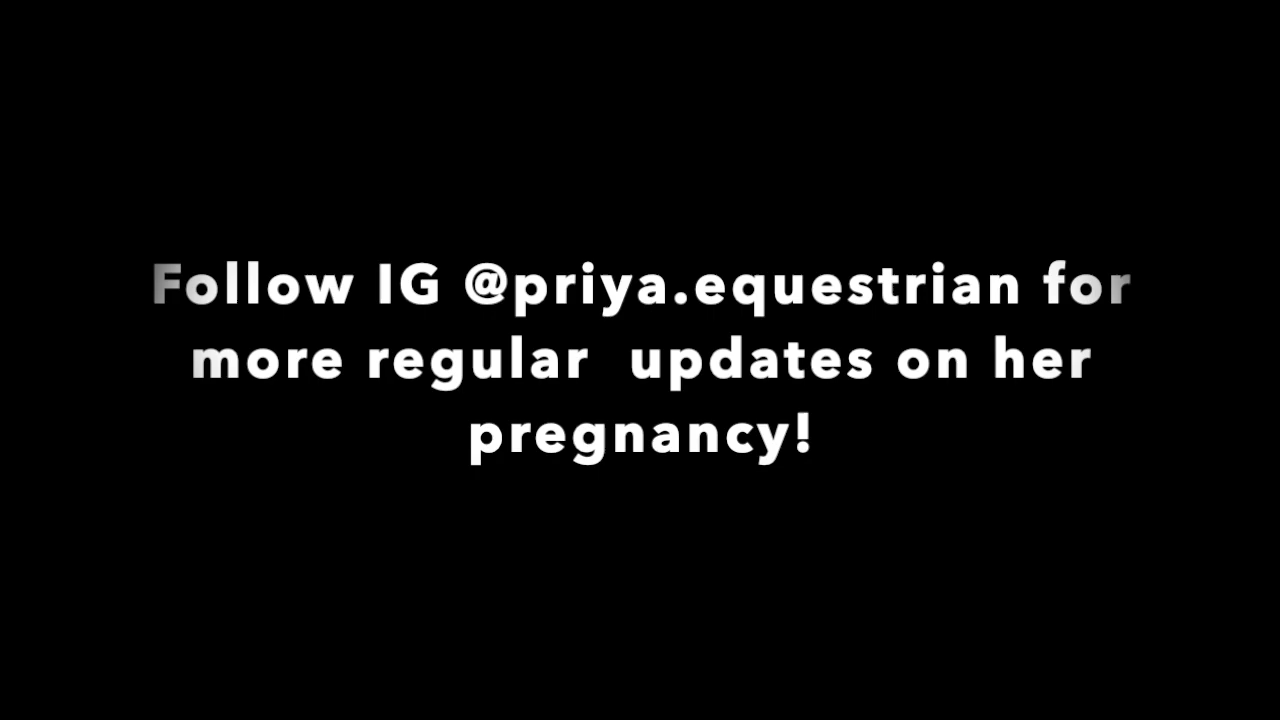 Follow IG @priya.equestrian for
more regular  updates on her
pregnancy!